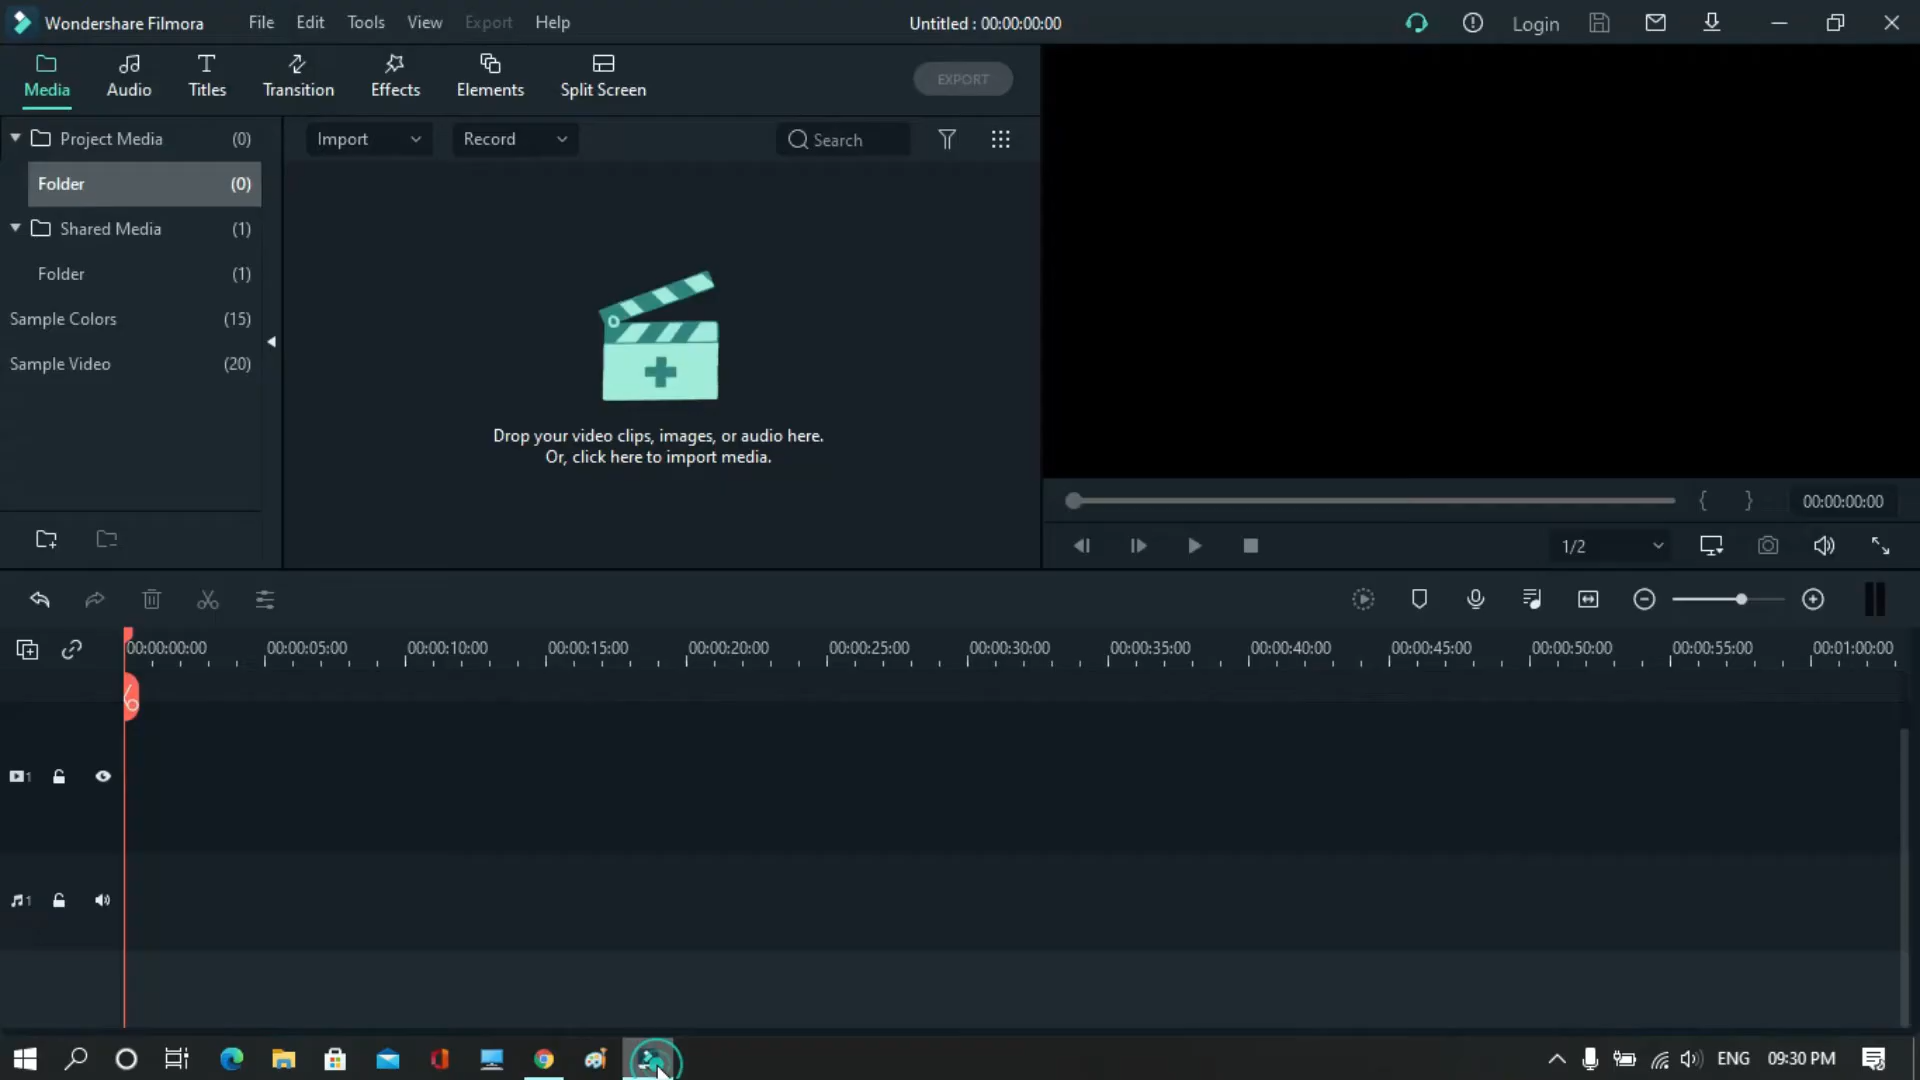 Wondershare Filmora File Edit Tools View Export Help Untitled : 00:00:00:00 Login
Media Audio Titles Transition Effects Elements Split Screen EXPORT
Project Media (0)
Folder (0)
Shared Media (1)
Folder (1)
Sample Colors (15)
Sample Video (20)
Import Record Search
Drop your video clips, images, or audio here.
Or, click here to import media.
{ } 00:00:00:00
1/2
00:00:00:00 00:00:05:00 00:00:10:00 00:00:15:00 00:00:20:00 00:00:25:00 00:00:30:00 00:00:35:00 00:00:40:00 00:00:45:00 00:00:50:00 00:00:55:00 00:01:00:00
1
1
ENG 09:30 PM